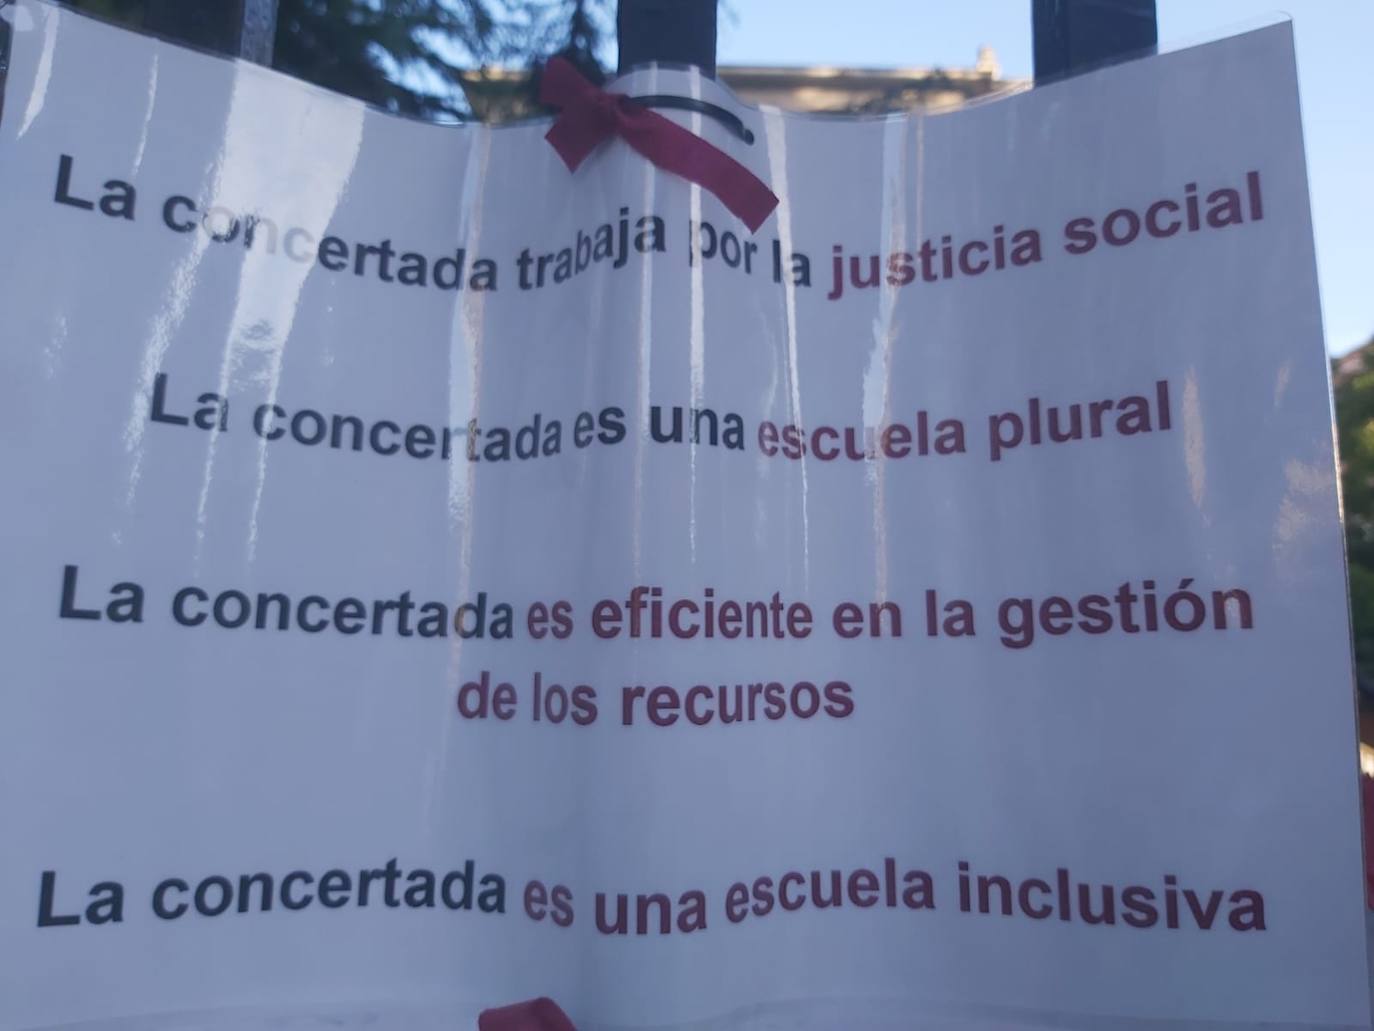 La concertada trabaja por la justicia social
La concertada es una escuela plural
La concertada es eficiente en la gestión
de los recursos
La concertada es una escuela inclusiva